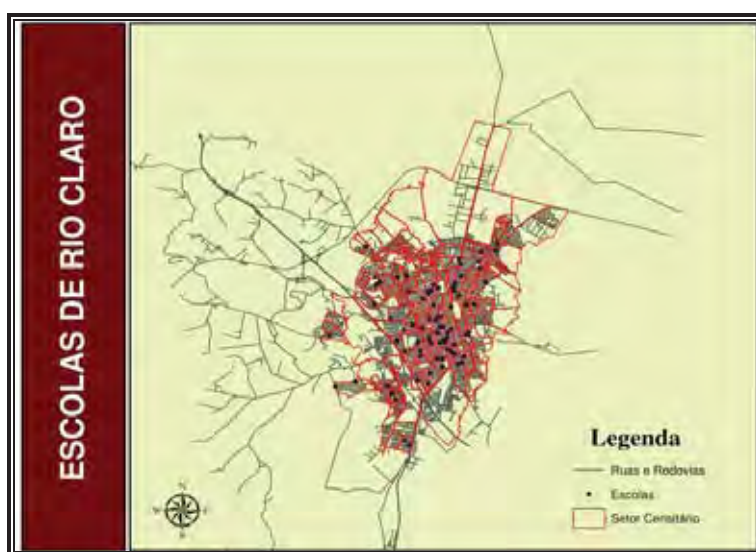 ESCOLAS DE RIO CLARO
Legenda
Ruas e Rodovias
Escolas
Setor Censitário
N
W
E
S